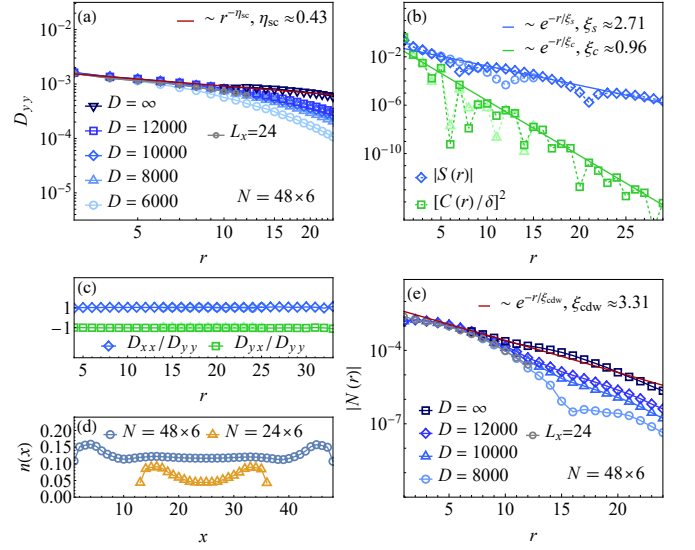 (a)
~ r^{-η_sc}, η_sc ≈0.43
10^{-2}
10^{-3}
10^{-4}
10^{-5}
D_{yy}
D = ∞
D = 12000
L_x=24
D = 10000
D = 8000
D = 6000
N = 48×6
5 10 15 20
r
(b)
~ e^{-r/ξ_s}, ξ_s ≈2.71
~ e^{-r/ξ_c}, ξ_c ≈0.96
10^{-2}
10^{-6}
10^{-10}
|S(r)|
[C(r)/δ]^2
5 10 15 20 25
r
(c)
1
-1
D_{xx}/D_{yy} D_{yx}/D_{yy}
5 10 15 20 25 30
r
(d)
N = 48×6 N = 24×6
0.20
0.15
0.10
0.05
0.00
n(x)
10 20 30 40
x
(e)
~ e^{-r/ξ_cdw}, ξ_cdw ≈3.31
10^{-4}
10^{-7}
|N(r)|
D = ∞
D = 12000
L_x=24
D = 10000
D = 8000
N = 48×6
5 10 15 20
r